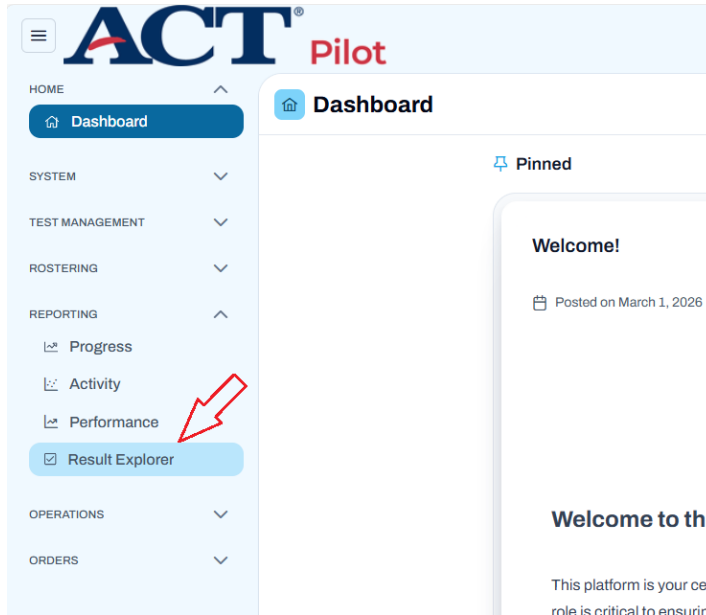 ACT®
Pilot
HOME
Dashboard
SYSTEM
TEST MANAGEMENT
ROSTERING
REPORTING
Progress
Activity
Performance
Result Explorer
OPERATIONS
ORDERS
Dashboard
Pinned
Welcome!
Posted on March 1, 2026
Welcome to th
This platform is your ce
role is critical to ensurin